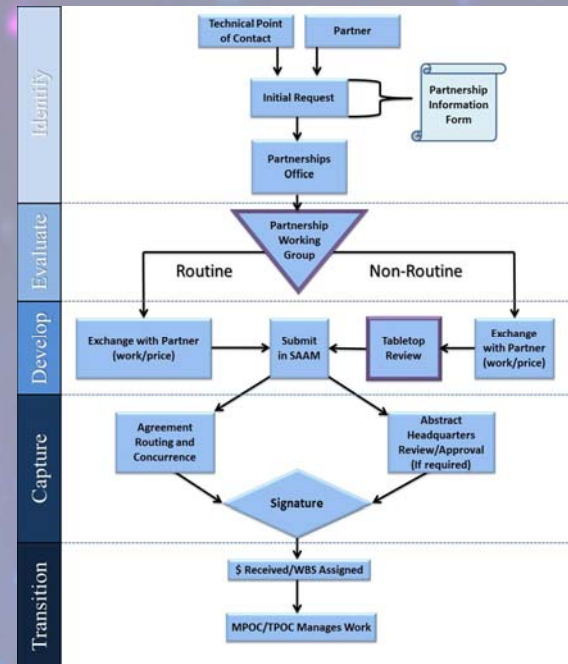 Identify
Technical Point
of Contact
Partner
Initial Request
Partnership
Information
Form
Partnerships
Office
Evaluate
Partnership
Working
Group
Routine
Non-Routine
Develop
Exchange with Partner
(work/price)
Submit
in SAAM
Tabletop
Review
Exchange
with Partner
(work/price)
Capture
Agreement
Routing and
Concurrence
Abstract
Headquarters
Review/Approval
(If required)
Signature
Transition
$ Received/WBS Assigned
MPOC/TPOC Manages Work